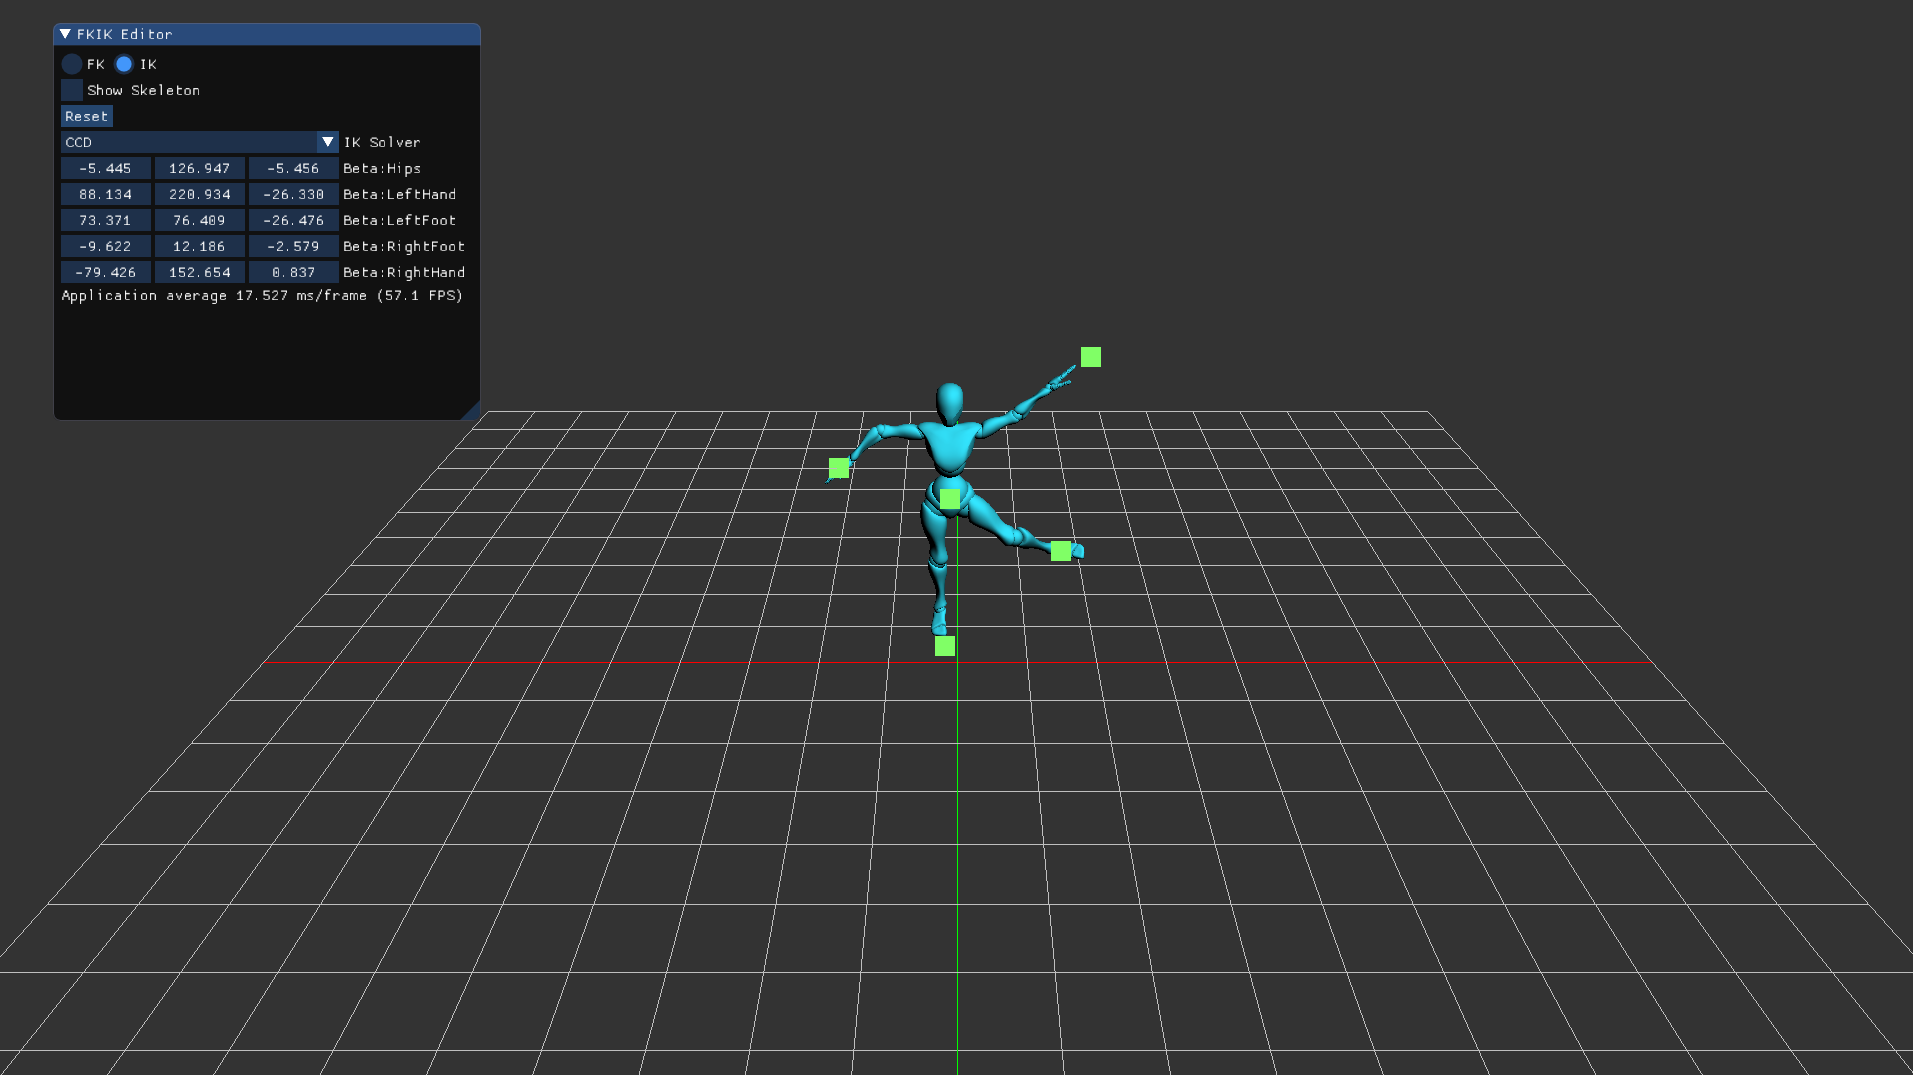 FKIK Editor
FK IK
Show Skeleton
Reset
CCD IK Solver
-5.445 126.947 -5.456 Beta:Hips
88.134 220.934 -26.330 Beta:LeftHand
73.371 76.409 -26.476 Beta:LeftFoot
-9.622 12.186 -2.579 Beta:RightFoot
-79.426 152.654 0.837 Beta:RightHand
Application average 17.527 ms/frame (57.1 FPS)